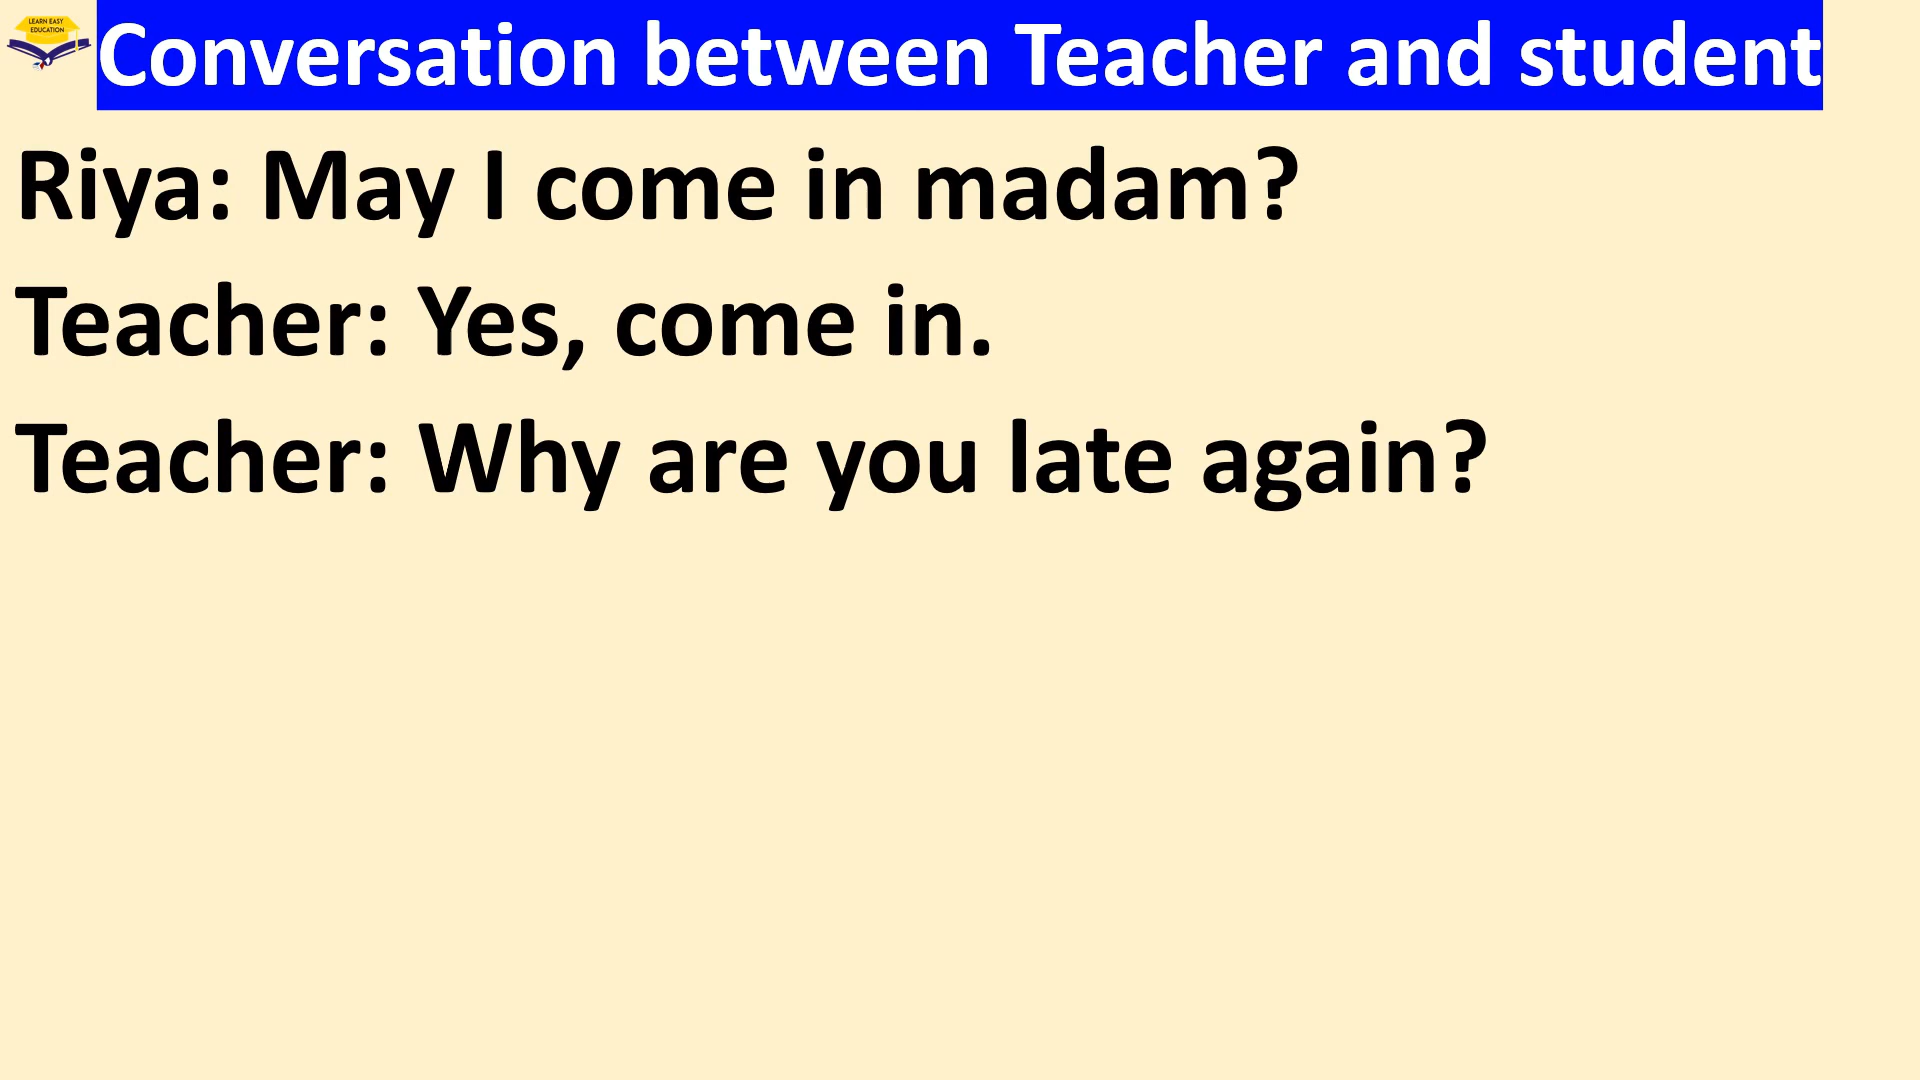 LEARN EASY
EDUCATION
Conversation between Teacher and student
Riya: May I come in madam?
Teacher: Yes, come in.
Teacher: Why are you late again?